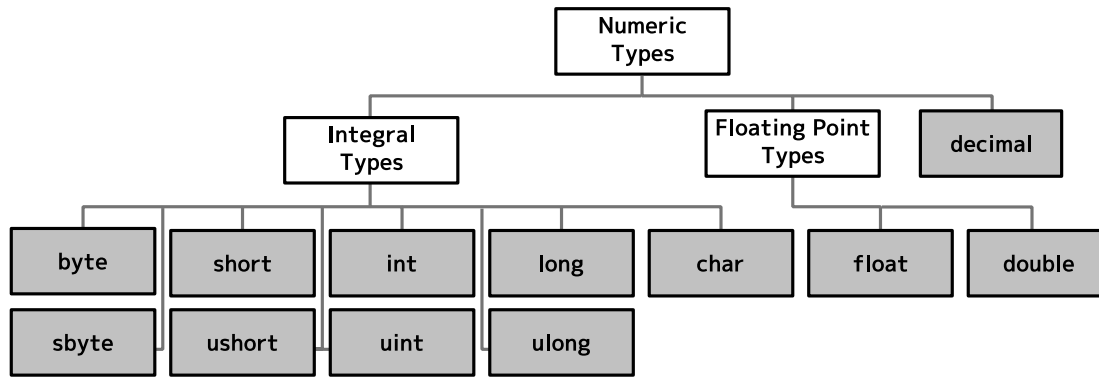 Numeric
Types
Integral
Types
Floating Point
Types
decimal
byte
short
int
long
char
float
double
sbyte
ushort
uint
ulong